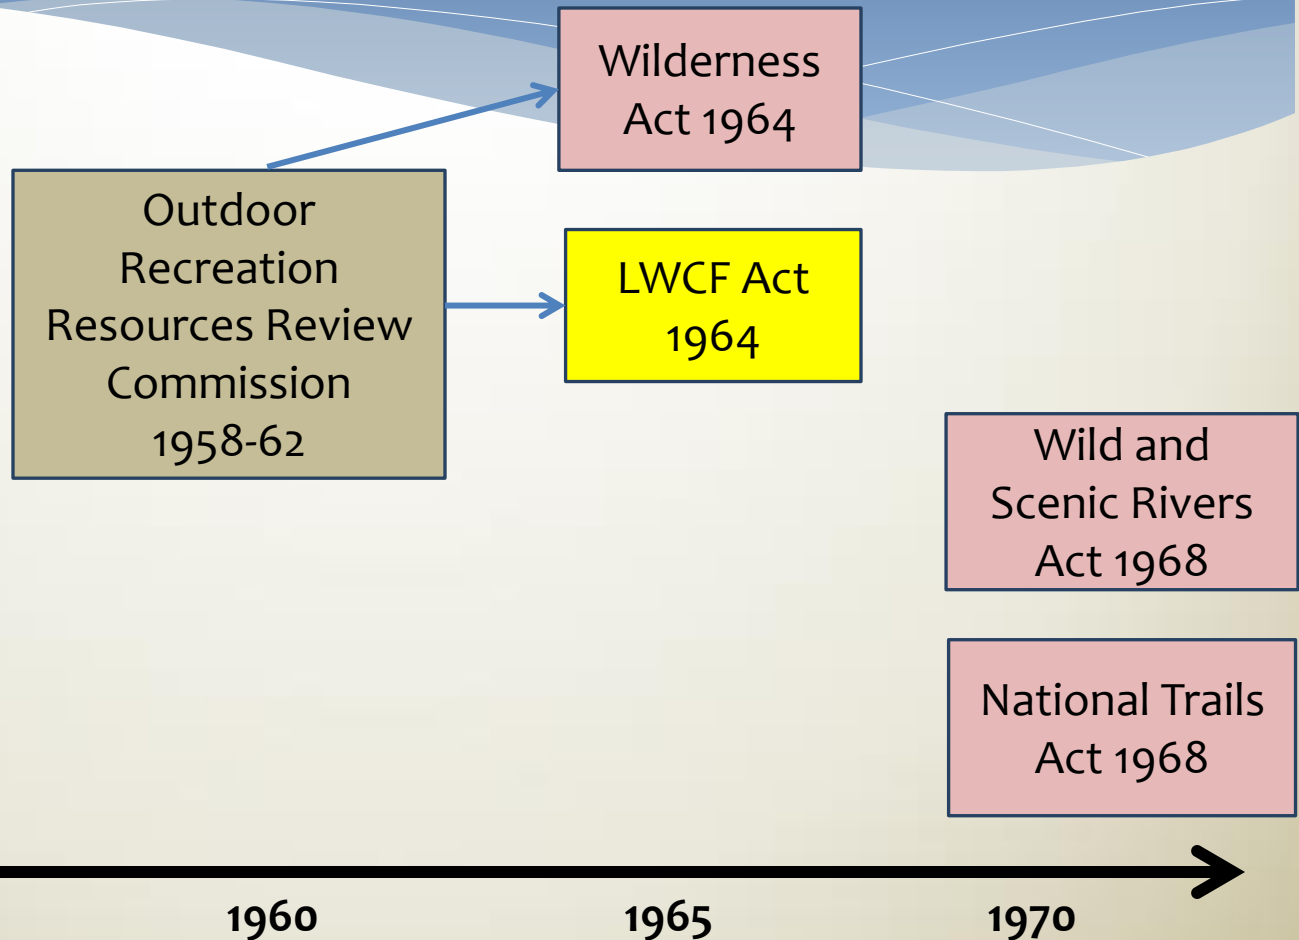 Wilderness
Act 1964
Outdoor
Recreation
Resources Review
Commission
1958-62
LWCF Act
1964
Wild and
Scenic Rivers
Act 1968
National Trails
Act 1968
1960
1965
1970